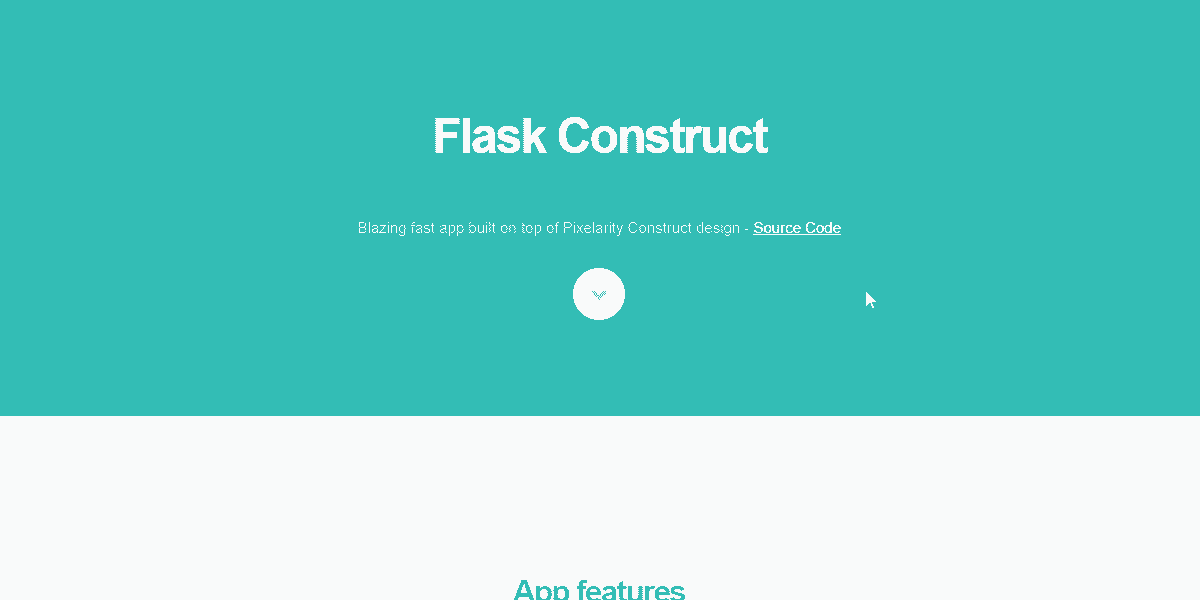 Flask Construct
Blazing fast app built on top of Pixelarity Construct design - Source Code
App features